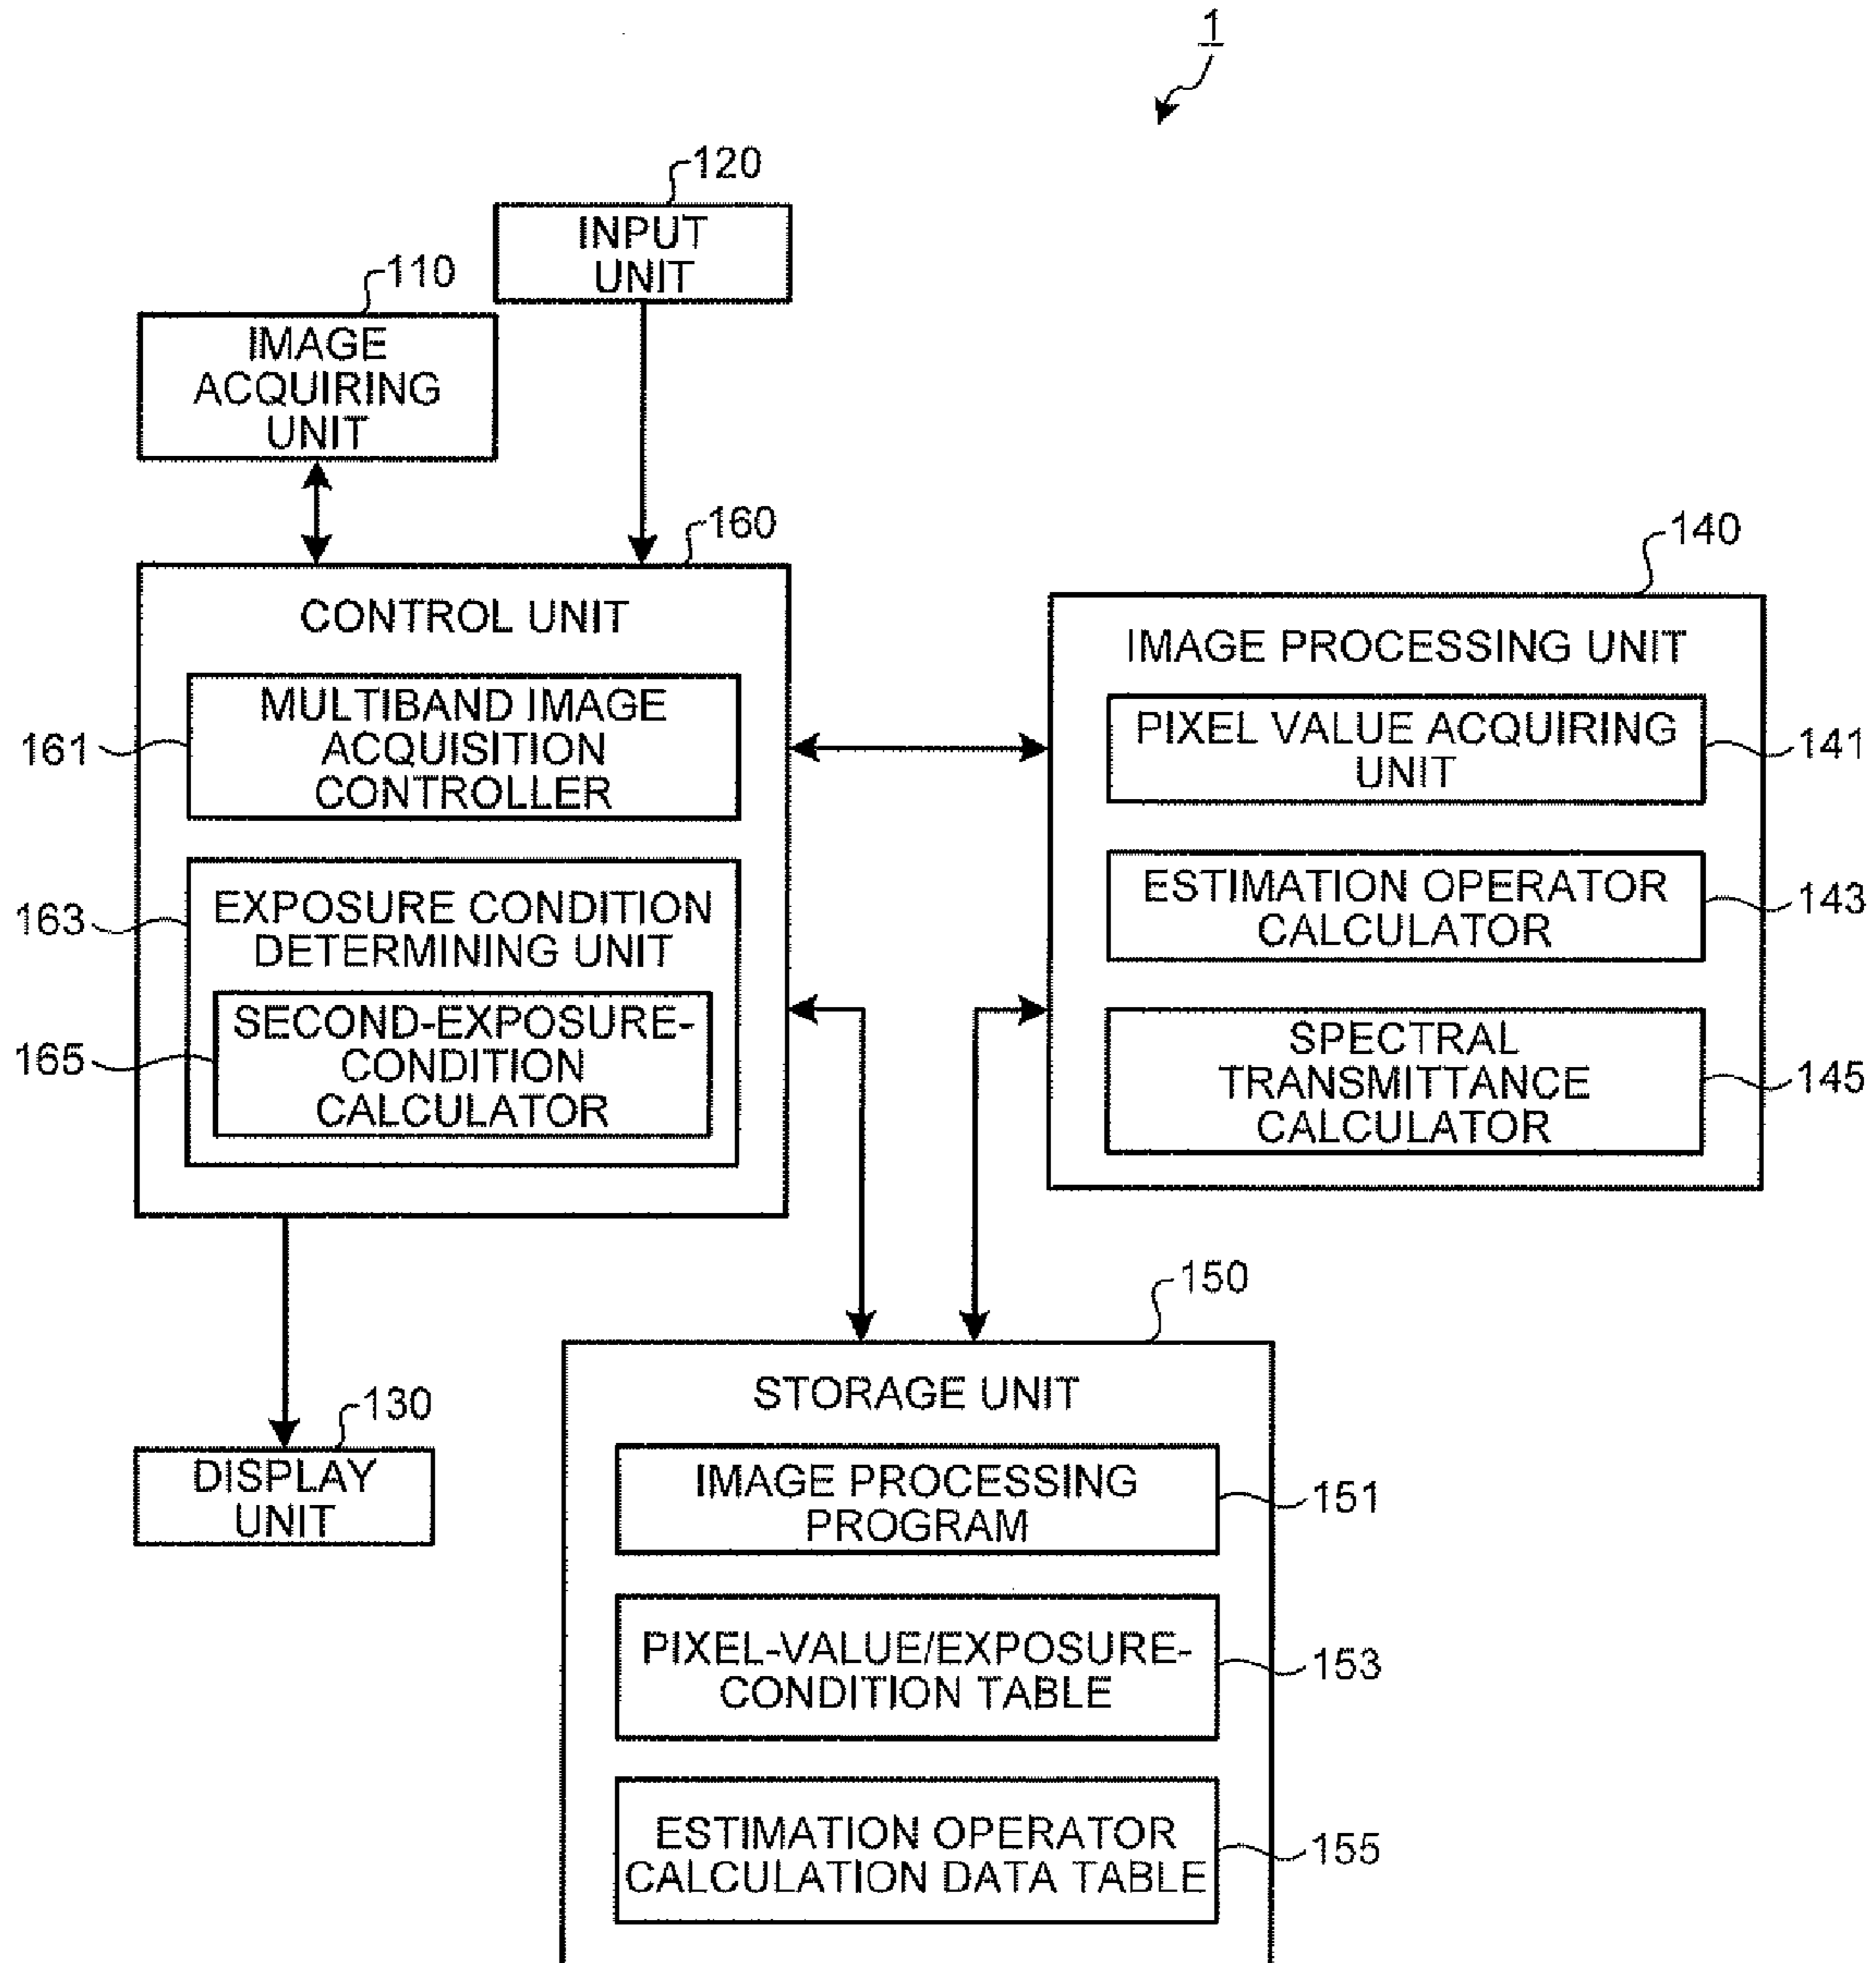 1
120
INPUT
UNIT
110
IMAGE
ACQUIRING
UNIT
160
CONTROL UNIT
161
MULTIBAND IMAGE
ACQUISITION
CONTROLLER
163
EXPOSURE CONDITION
DETERMINING UNIT
165
SECOND-EXPOSURE-
CONDITION
CALCULATOR
140
IMAGE PROCESSING UNIT
PIXEL VALUE ACQUIRING
UNIT
141
ESTIMATION OPERATOR
CALCULATOR
143
SPECTRAL
TRANSMITTANCE
CALCULATOR
145
130
DISPLAY
UNIT
150
STORAGE UNIT
IMAGE PROCESSING
PROGRAM
151
PIXEL-VALUE/EXPOSURE-
CONDITION TABLE
153
ESTIMATION OPERATOR
CALCULATION DATA TABLE
155